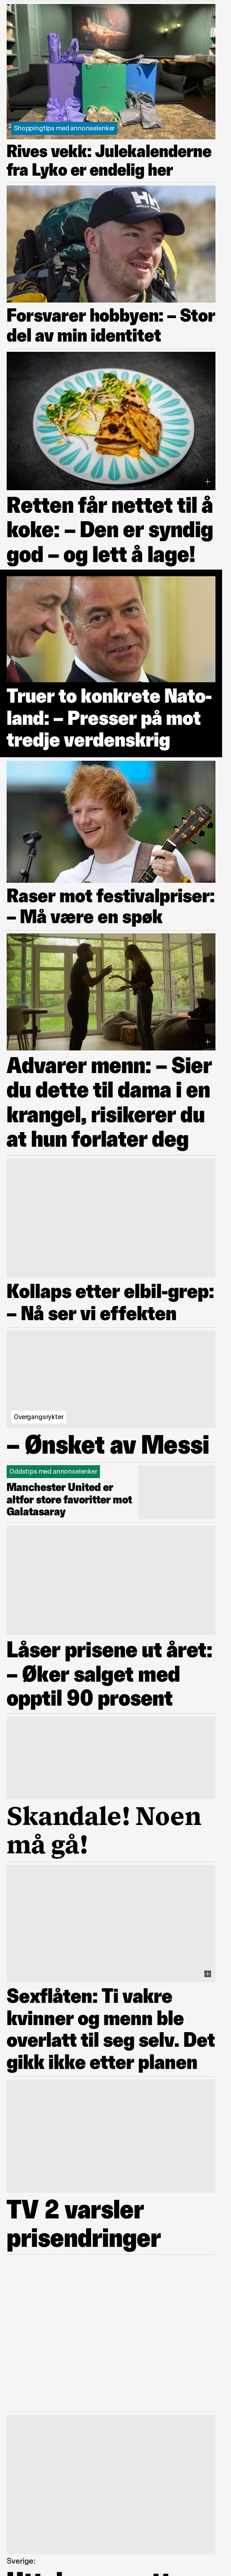 Shoppingtips med annonselenker
Rives vekk: Julekalenderne
fra Lyko er endelig her
Forsvarer hobbyen: – Stor
del av min identitet
Retten får nettet til å
koke: – Den er syndig
god – og lett å lage!
Truer to konkrete Nato-
land: – Presser på mot
tredje verdenskrig
Raser mot festivalpriser:
– Må være en spøk
Advarer menn: – Sier
du dette til dama i en
krangel, risikerer du
at hun forlater deg
Kollaps etter elbil-grep:
– Nå ser vi effekten
Overgangsrykter
– Ønsket av Messi
Oddstips med annonselenker
Manchester United er
altfor store favoritter mot
Galatasaray
Låser prisene ut året:
– Øker salget med
opptil 90 prosent
Skandale! Noen
må gå!
Sexflåten: Ti vakre
kvinner og menn ble
overlatt til seg selv. Det
gikk ikke etter planen
TV 2 varsler
prisendringer
Sverige: